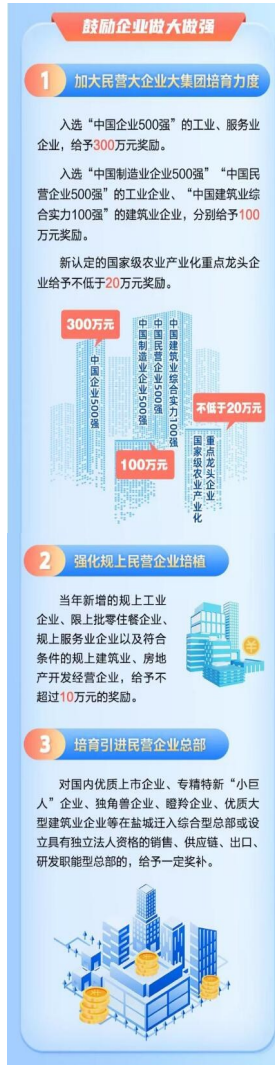 鼓励企业做大做强
1 加大民营大企业大集团培育力度
入选“中国企业500强”的工业、服务业
企业，给予300万元奖励。
入选“中国制造业企业500强”“中国民
营企业500强”的工业企业、“中国建筑业综
合实力100强”的建筑业企业，分别给予100
万元奖励。
新认定的国家级农业产业化重点龙头企
业给予不低于20万元奖励。
300万元
中国企业500强
中国制造业企业500强
中国民营企业500强
中国建筑业综合实力100强
100万元
不低于20万元
国家级农业产业化
重点龙头企业
2 强化规上民营企业培植
当年新增的规上工业
企业、限上批零住餐企业、
规上服务业企业以及符合
条件的规上建筑业、房地
产开发经营企业，给予不
超过10万元的奖励。
3 培育引进民营企业总部
对国内优质上市企业、专精特新“小巨
人”企业、独角兽企业、瞪羚企业、优质大
型建筑业企业等在盐城迁入综合型总部或设
立具有独立法人资格的销售、供应链、出口、
研发职能型总部的，给予一定奖补。